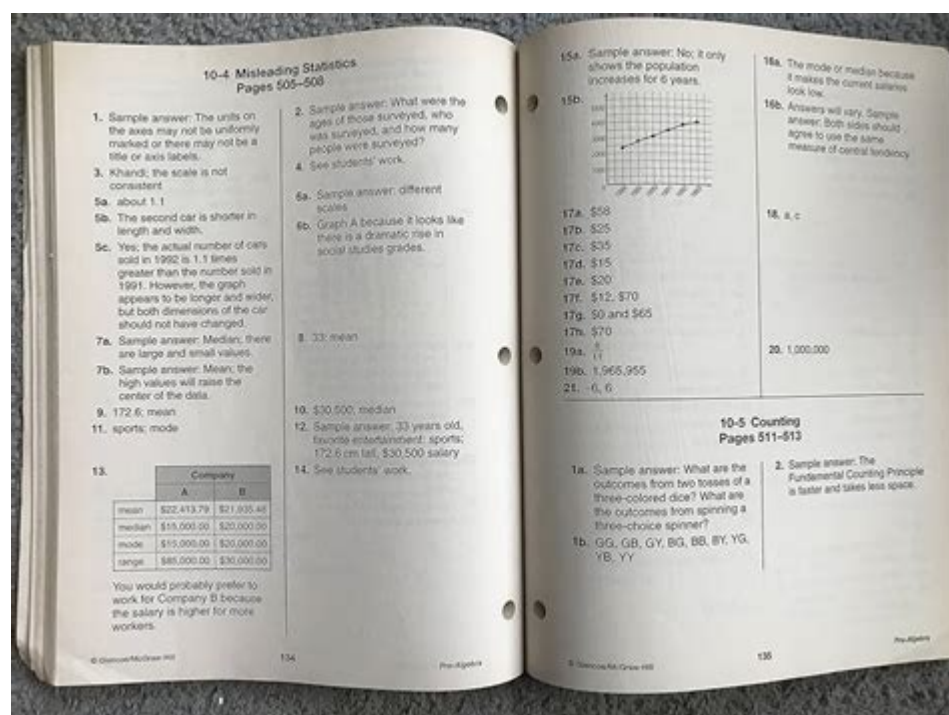 10-4 Misleading Statistics
Pages 505–508
1. Sample answer: The units on
the axes may not be uniformly
marked or there may not be a
title or axis labels.
3. Khandi; the scale is not
consistent
5a. about 1.1
5b. The second car is shorter in
length and width.
5c. Yes; the actual number of cars
sold in 1992 is 1.1 times
greater than the number sold in
1991. However, the graph
appears to be longer and wider,
but both dimensions of the car
should not have changed.
7a. Sample answer: Median; there
are large and small values.
7b. Sample answer: Mean; the
high values will raise the
center of the data.
9. 172.6; mean
11. sports; mode
13.
Company
A B
mean $22,413.79 $21,935.48
median $15,000.00 $20,000.00
mode $15,000.00 $20,000.00
range $85,000.00 $30,000.00
You would probably prefer to
work for Company B because
the salary is higher for more
workers.
2. Sample answer: What were the
ages of those surveyed, who
was surveyed, and how many
people were surveyed?
4. See students' work.
6a. Sample answer: different
scales
6b. Graph A because it looks like
there is a dramatic rise in
social studies grades.
8. 33; mean
10. $30,500; median
12. Sample answer: 33 years old,
favorite entertainment: sports;
172.6 cm tall, $30,500 salary
14. See students' work.
© Glencoe/McGraw-Hill
134
Pre-Algebra
15a. Sample answer: No; it only
shows the population
increases for 6 years.
15b.
17a. $58
17b. $25
17c. $35
17d. $15
17e. $20
17f. $12, $70
17g. $0 and $65
17h. $70
19a.
11
19b. 1,965,955
21. -6, 6
16a. The mode or median because
it makes the current salaries
look low.
16b. Answers will vary. Sample
answer: Both sides should
agree to use the same
measure of central tendency.
18. a, c
20. 1,000,000
10-5 Counting
Pages 511–513
1a. Sample answer: What are the
outcomes from two tosses of a
three-colored dice? What are
the outcomes from spinning a
three-choice spinner?
1b. GG, GB, GY, BG, BB, BY, YG,
YB, YY
2. Sample answer: The
Fundamental Counting Principle
is faster and takes less space.
© Glencoe/McGraw-Hill
135
Pre-Algebra